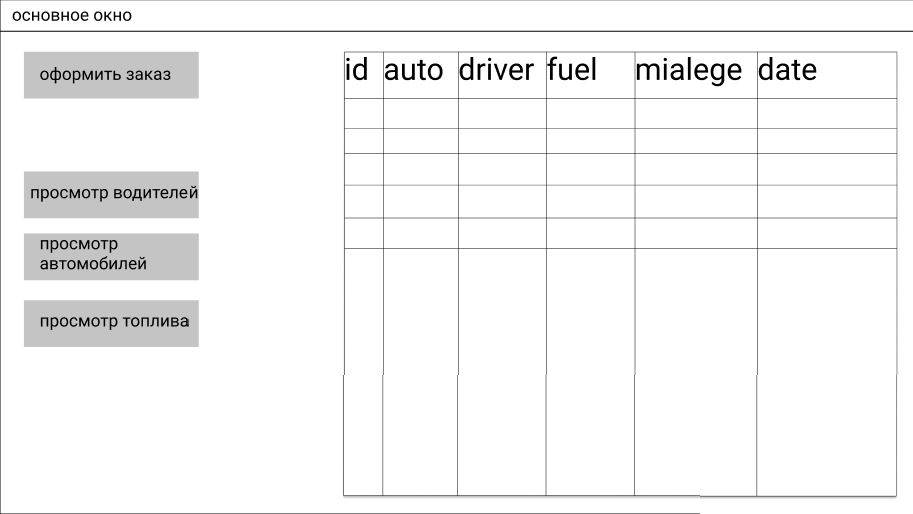 основное окно
оформить заказ
id auto driver fuel mialege date
просмотр водителей
просмотр
автомобилей
просмотр топлива